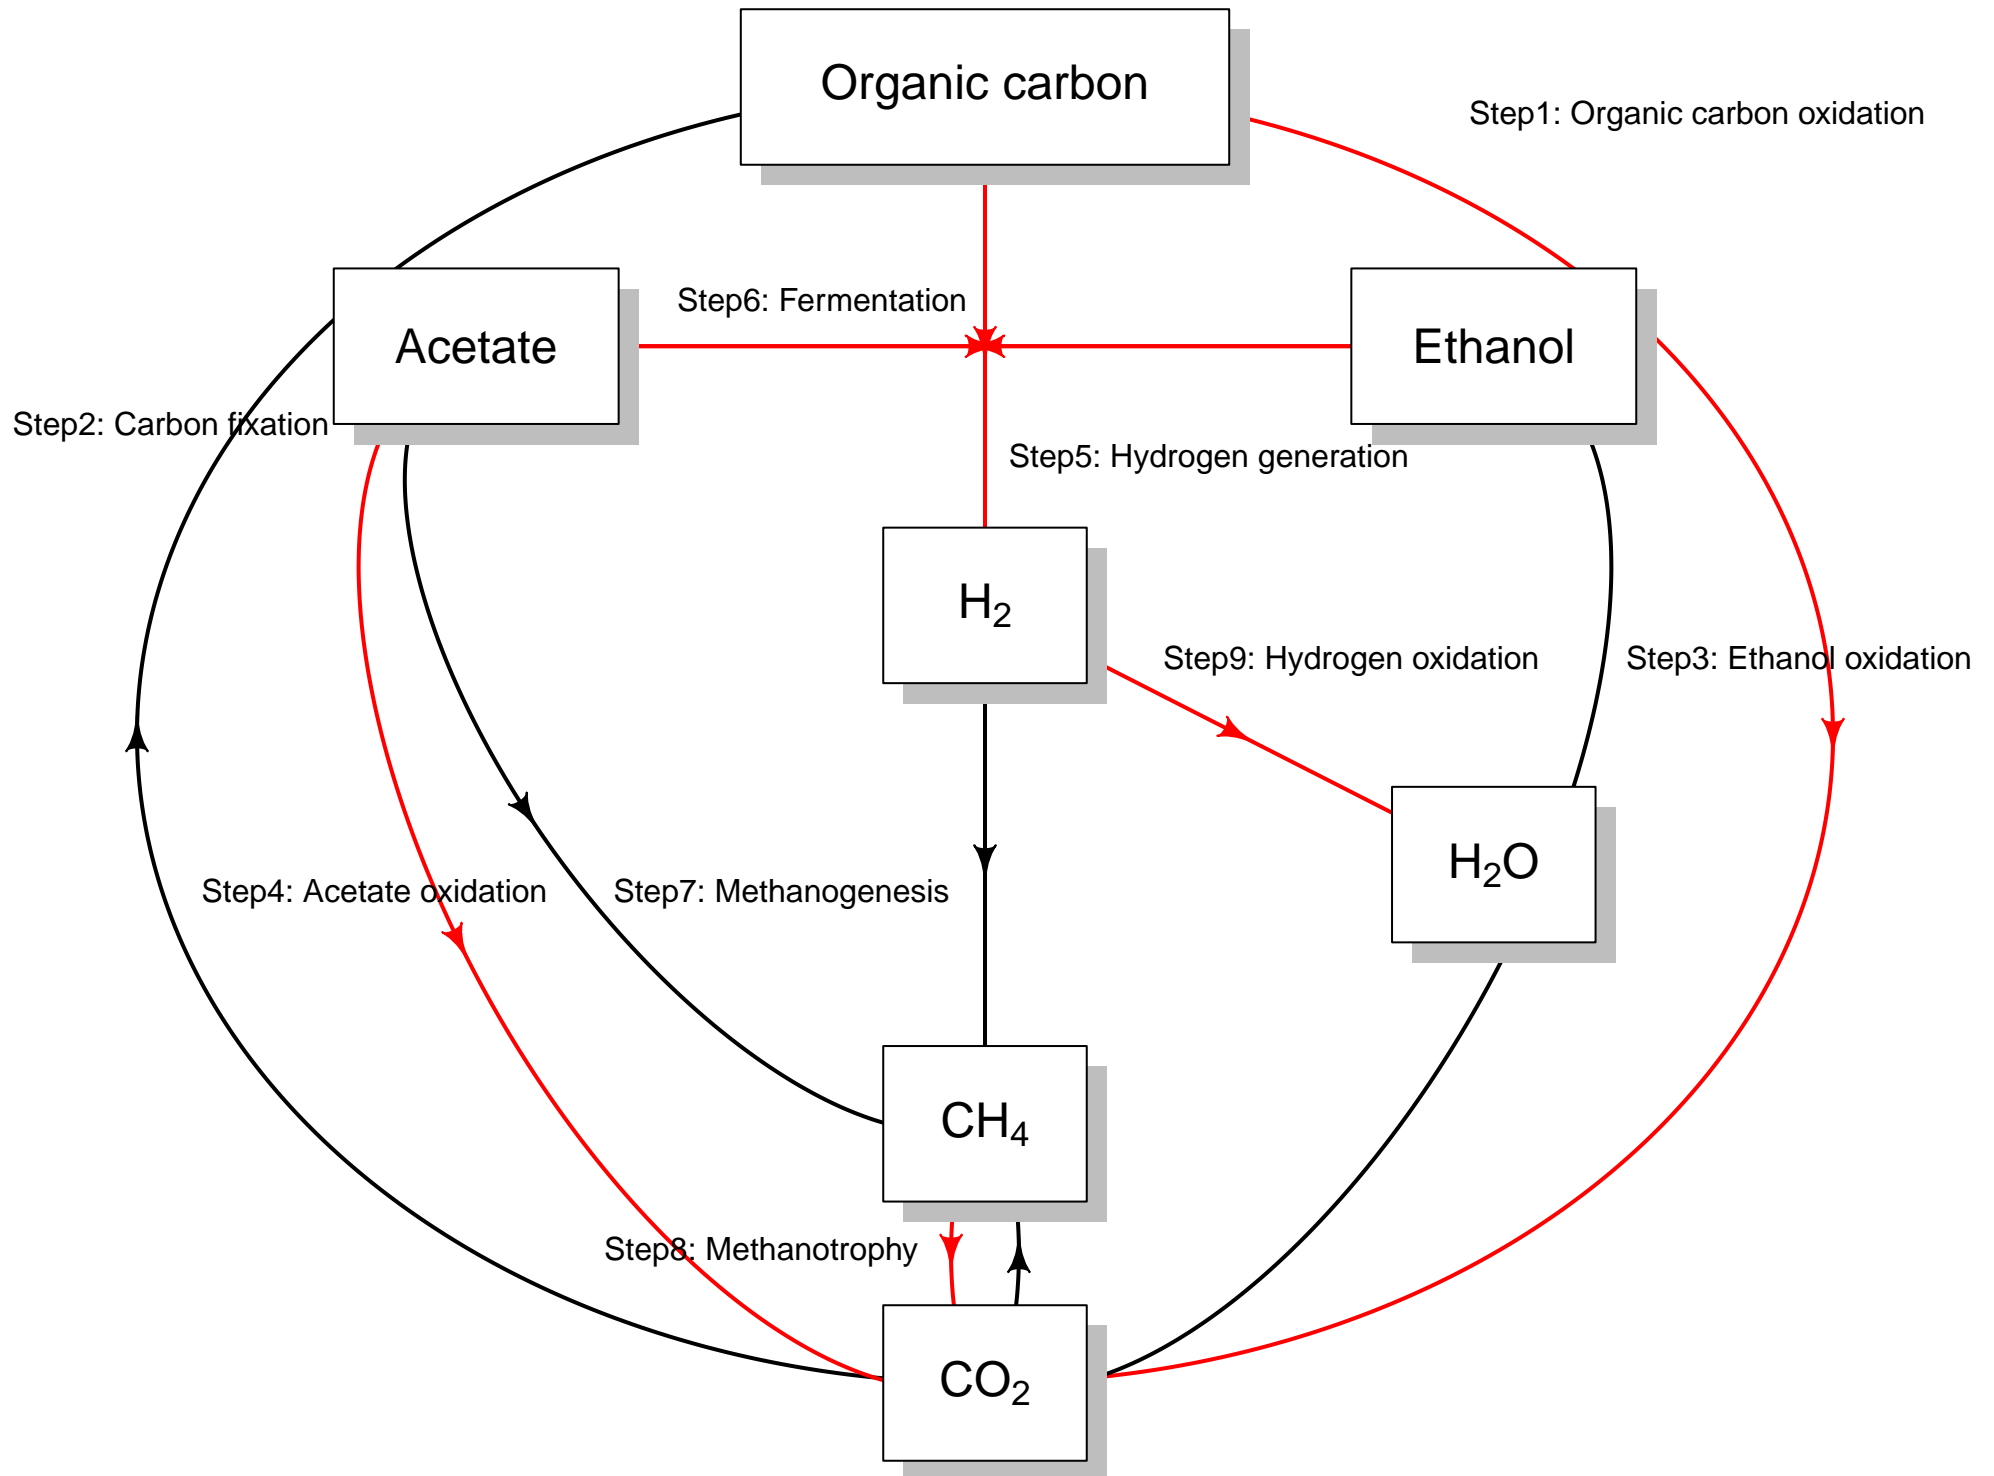 Organic carbon
Step1: Organic carbon oxidation
Step6: Fermentation
Acetate
Ethanol
Step2: Carbon fixation
Step5: Hydrogen generation
H₂
Step9: Hydrogen oxidation
Step3: Ethanol oxidation
H₂O
Step4: Acetate oxidation
Step7: Methanogenesis
CH₄
Step8: Methanotrophy
CO₂